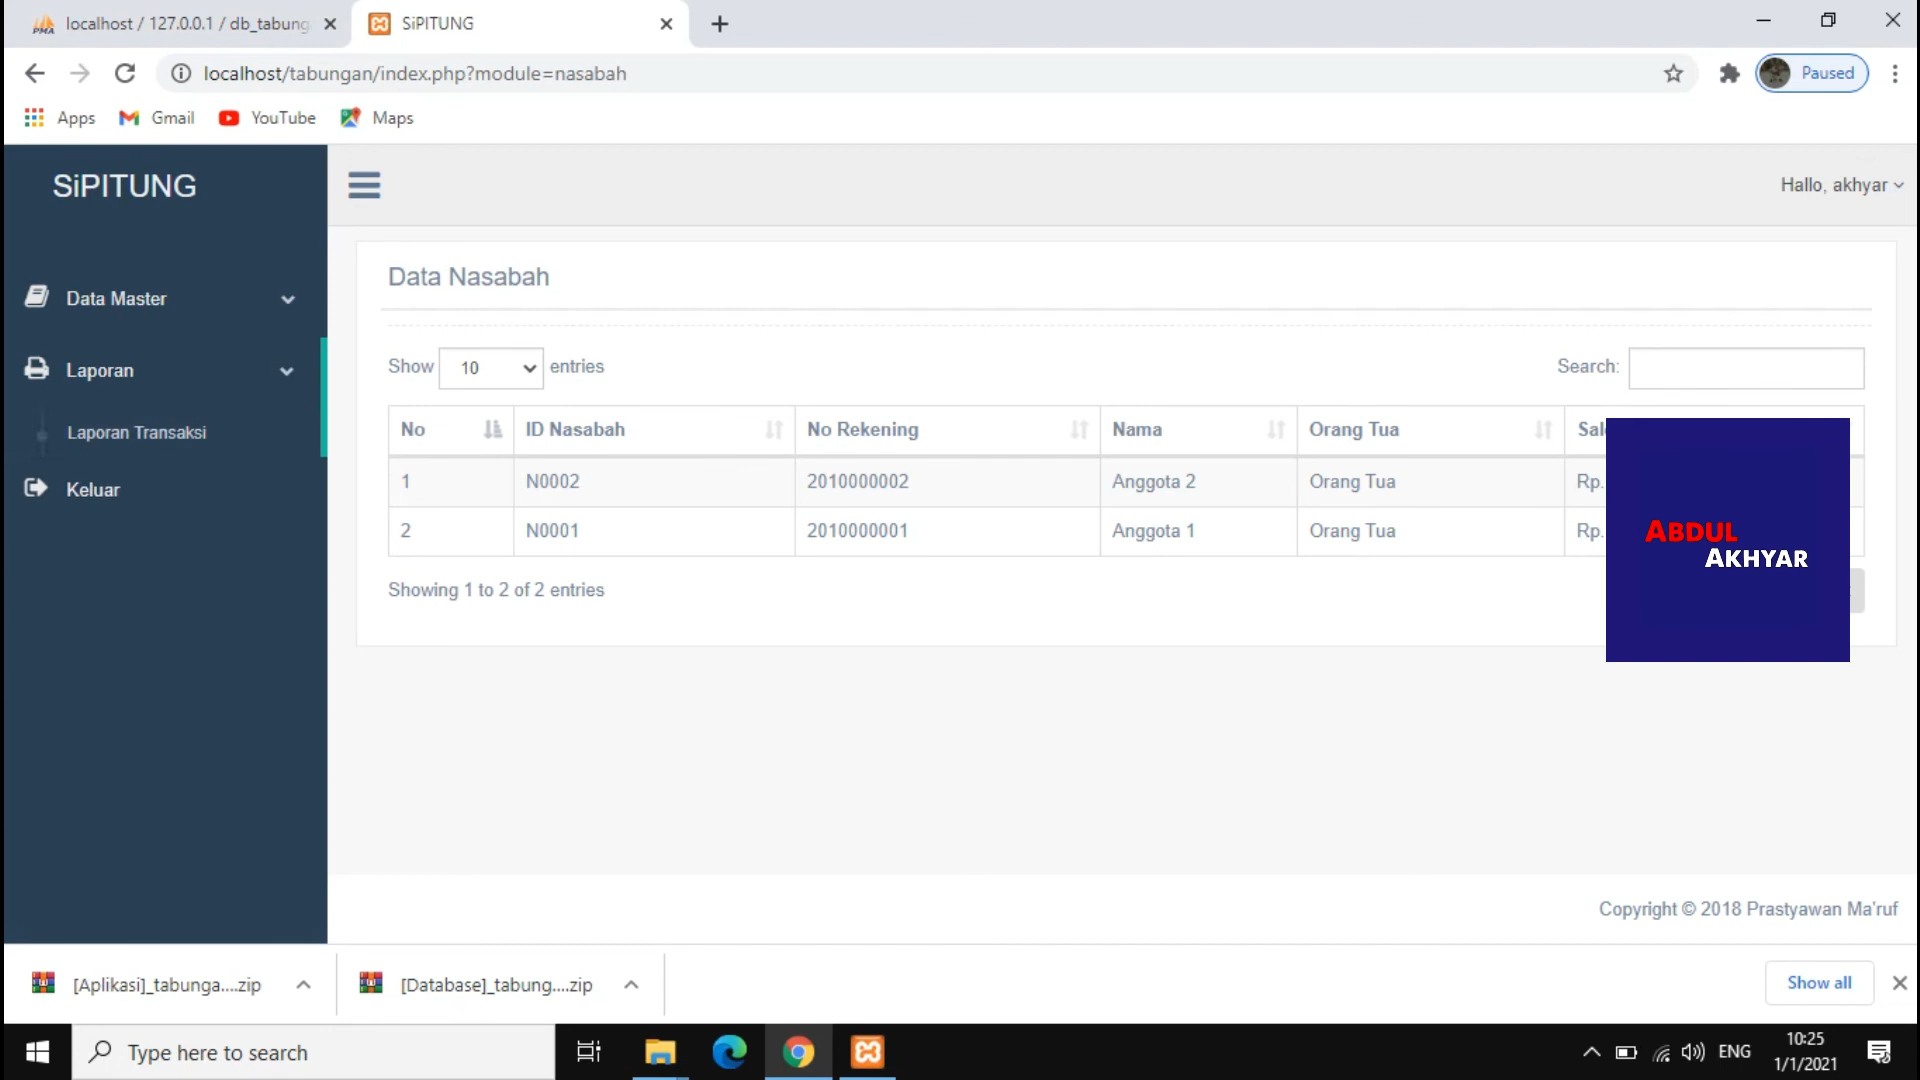 localhost / 127.0.0.1 / db_tabung
SiPITUNG
localhost/tabungan/index.php?module=nasabah
Paused
Apps
Gmail
YouTube
Maps
SiPITUNG
Hallo, akhyar
Data Master
Laporan
Laporan Transaksi
Keluar
Data Nasabah
Show 10 entries
Search:
No ID Nasabah No Rekening Nama Orang Tua
1 N0002 2010000002 Anggota 2 Orang Tua Rp.
2 N0001 2010000001 Anggota 1 Orang Tua Rp.
ABDUL
AKHYAR
Showing 1 to 2 of 2 entries
Copyright © 2018 Prastyawan Ma'ruf
[Aplikasi]_tabunga....zip
[Database]_tabung....zip
Show all
Type here to search
ENG
10:25
1/1/2021